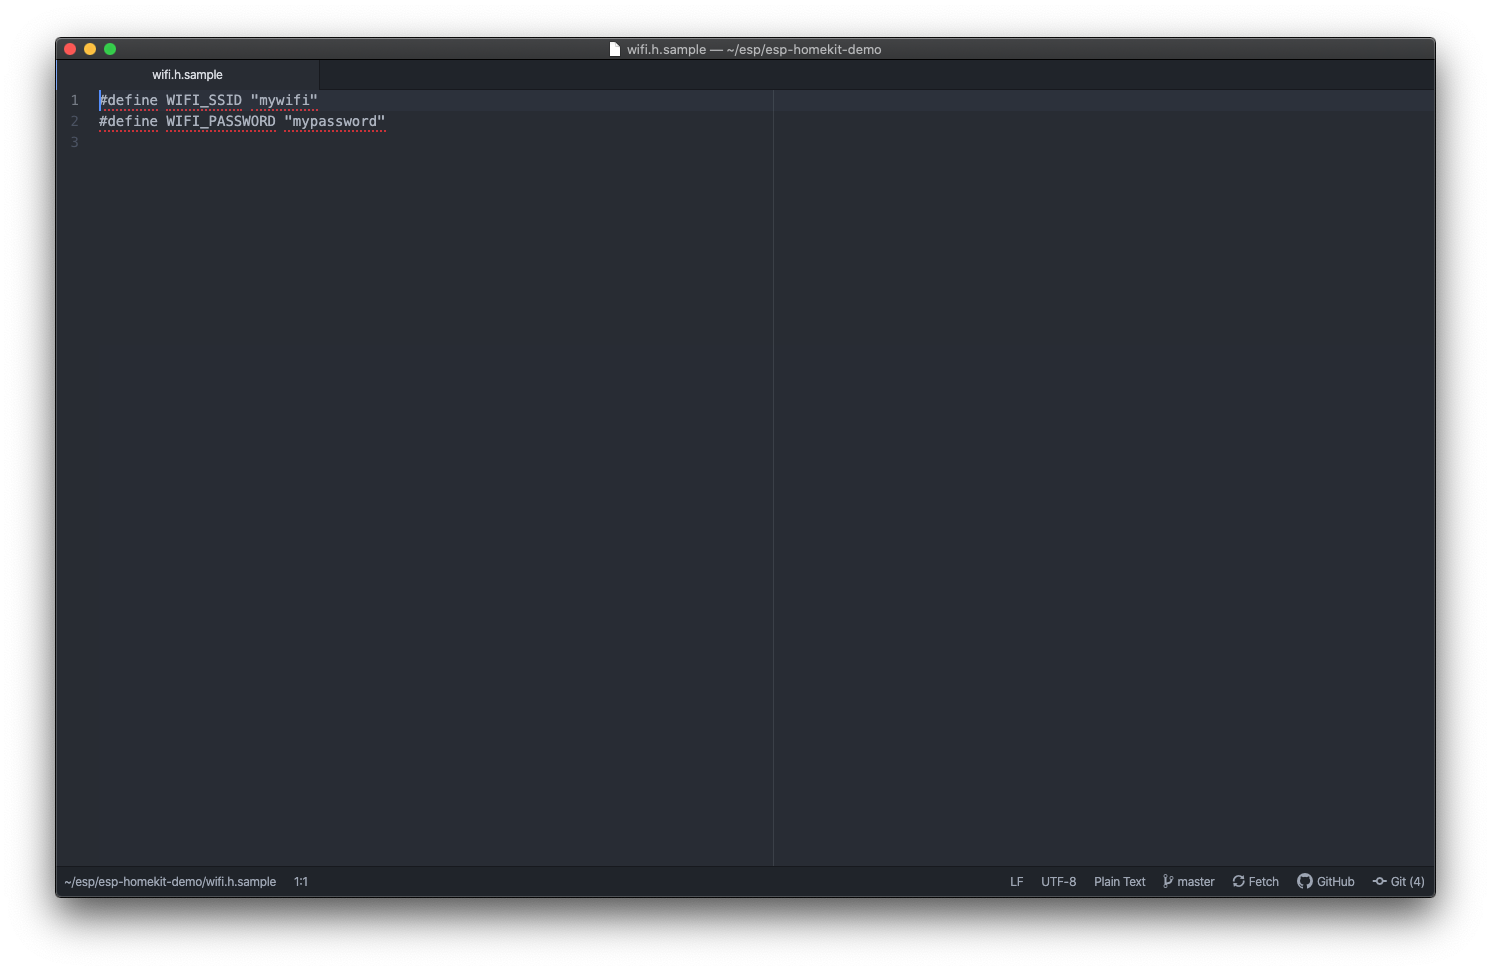 wifi.h.sample — ~/esp/esp-homekit-demo
wifi.h.sample
1 #define WIFI_SSID "mywifi"
2 #define WIFI_PASSWORD "mypassword"
3
~/esp/esp-homekit-demo/wifi.h.sample 1:1 LF UTF-8 Plain Text master Fetch GitHub Git (4)